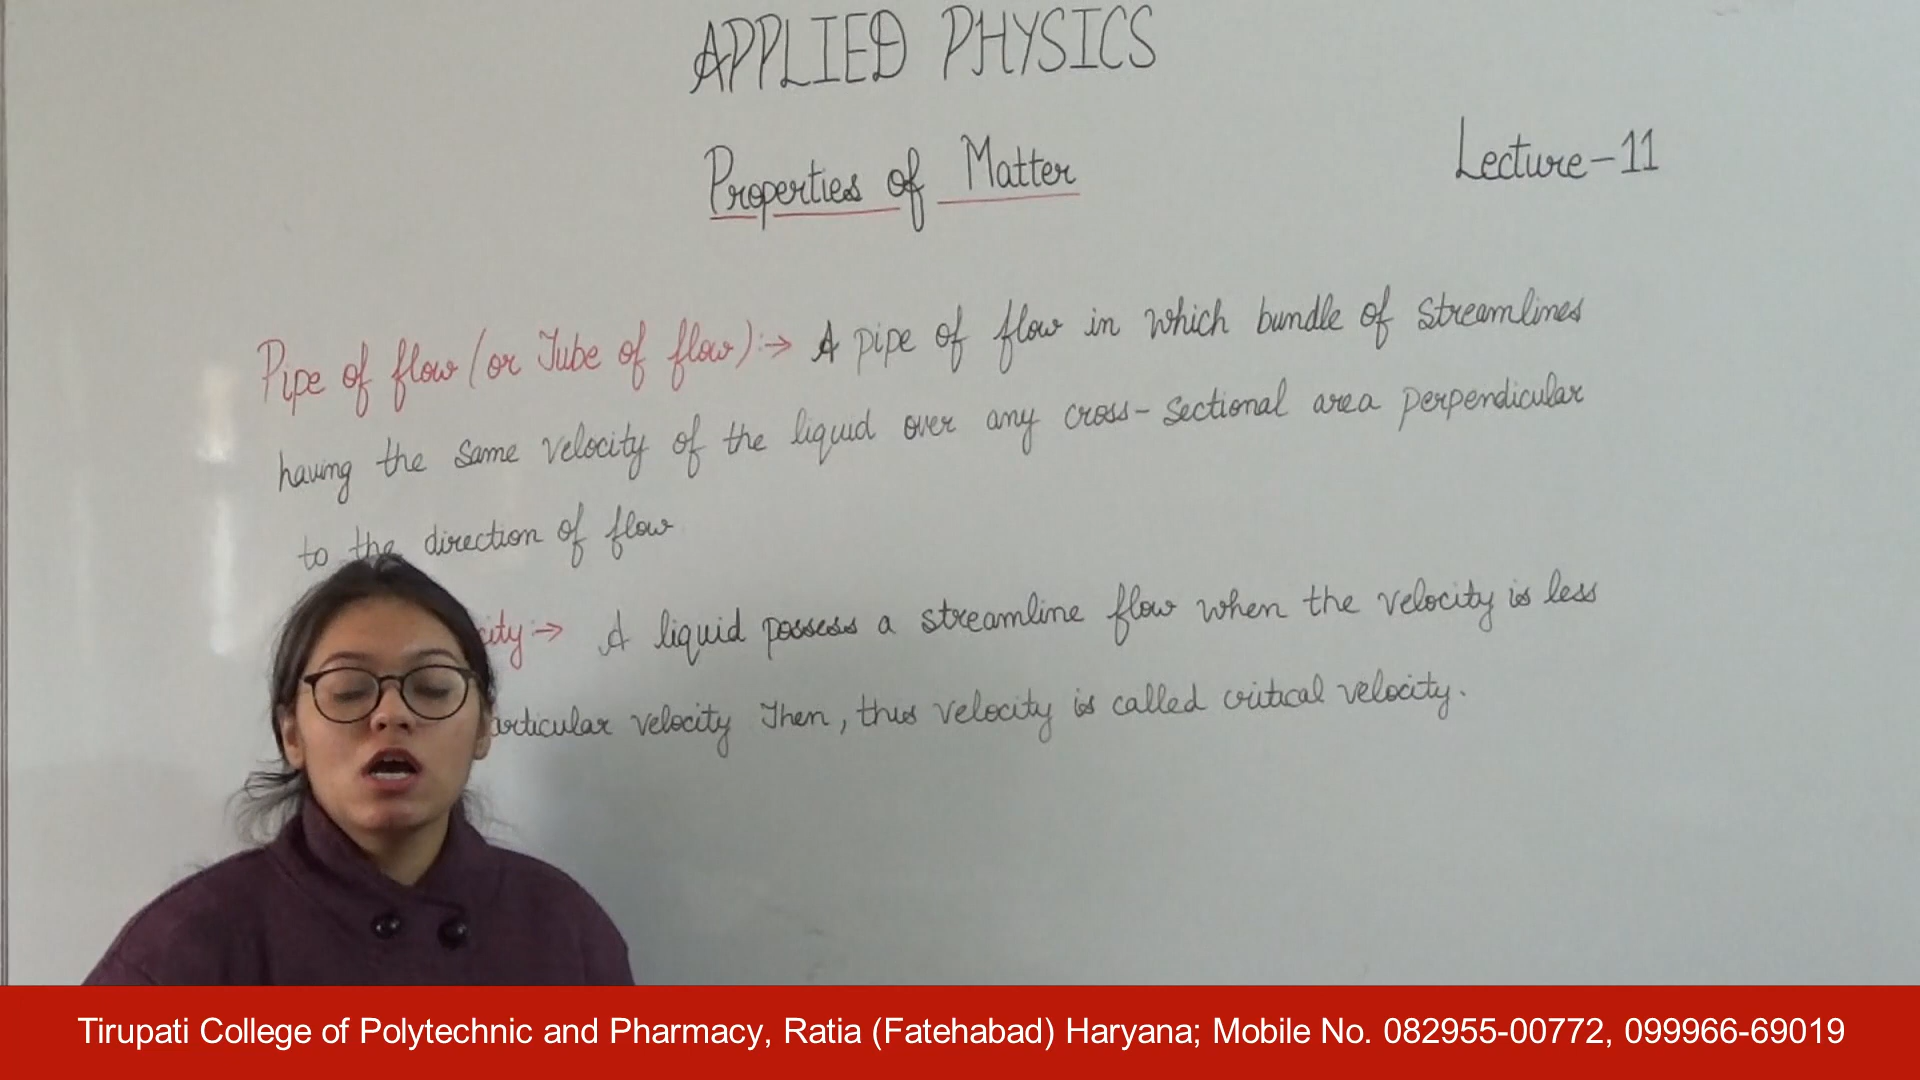 APPLIED PHYSICS
Properties of Matter
Lecture-11
Pipe of flow (or Tube of flow) :→ A pipe of flow in which bundle of streamlines
having the same velocity of the liquid over any cross-sectional area perpendicular
to the direction of flow
:→ A liquid possess a streamline flow when the velocity is less
velocity Then, this velocity is called critical velocity.
Tirupati College of Polytechnic and Pharmacy, Ratia (Fatehabad) Haryana; Mobile No. 082955-00772, 099966-69019